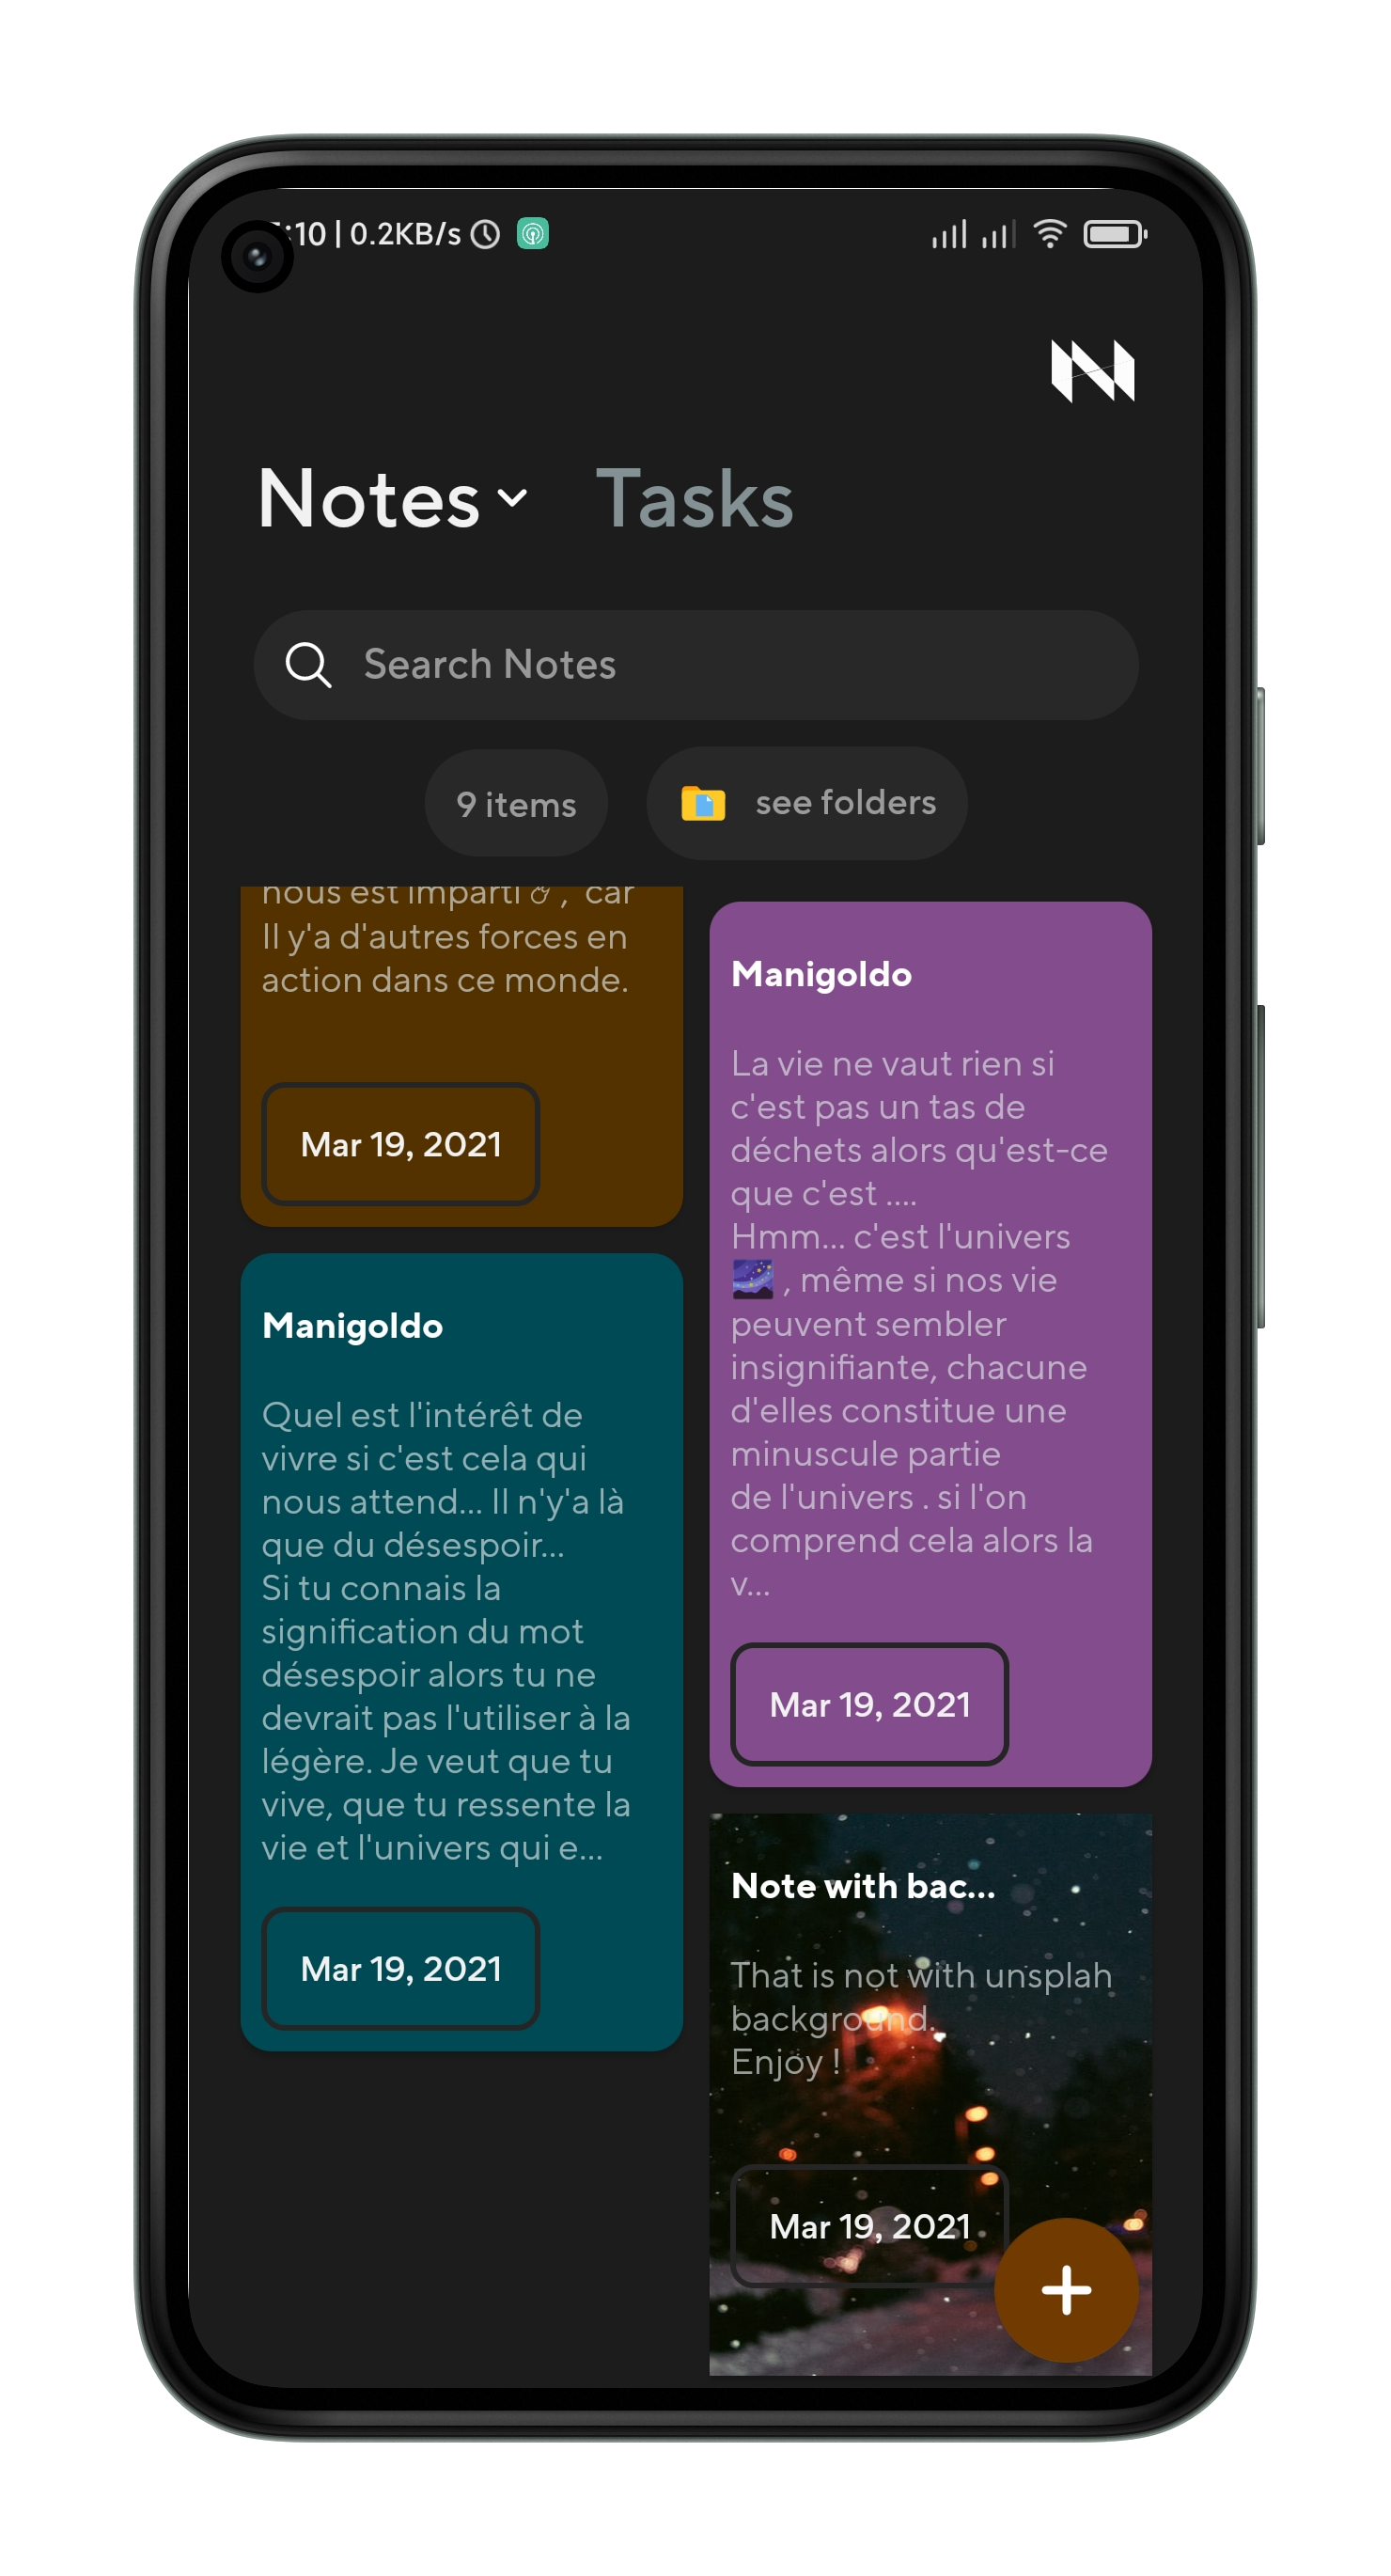 :10 | 0.2KB/s
Notes
Tasks
Search Notes
9 items
see folders
nous est imparti , car
Il y'a d'autres forces en
action dans ce monde.
Mar 19, 2021
Manigoldo
Quel est l'intérêt de
vivre si c'est cela qui
nous attend... Il n'y'a là
que du désespoir...
Si tu connais la
signification du mot
désespoir alors tu ne
devrait pas l'utiliser à la
légère. Je veut que tu
vive, que tu ressente la
vie et l'univers qui e...
Mar 19, 2021
Manigoldo
La vie ne vaut rien si
c'est pas un tas de
déchets alors qu'est-ce
que c'est ....
Hmm... c'est l'univers
🌌 , même si nos vie
peuvent sembler
insignifiante, chacune
d'elles constitue une
minuscule partie
de l'univers . si l'on
comprend cela alors la
v...
Mar 19, 2021
Note with bac...
That is not with unsplah
background.
Enjoy !
Mar 19, 2021